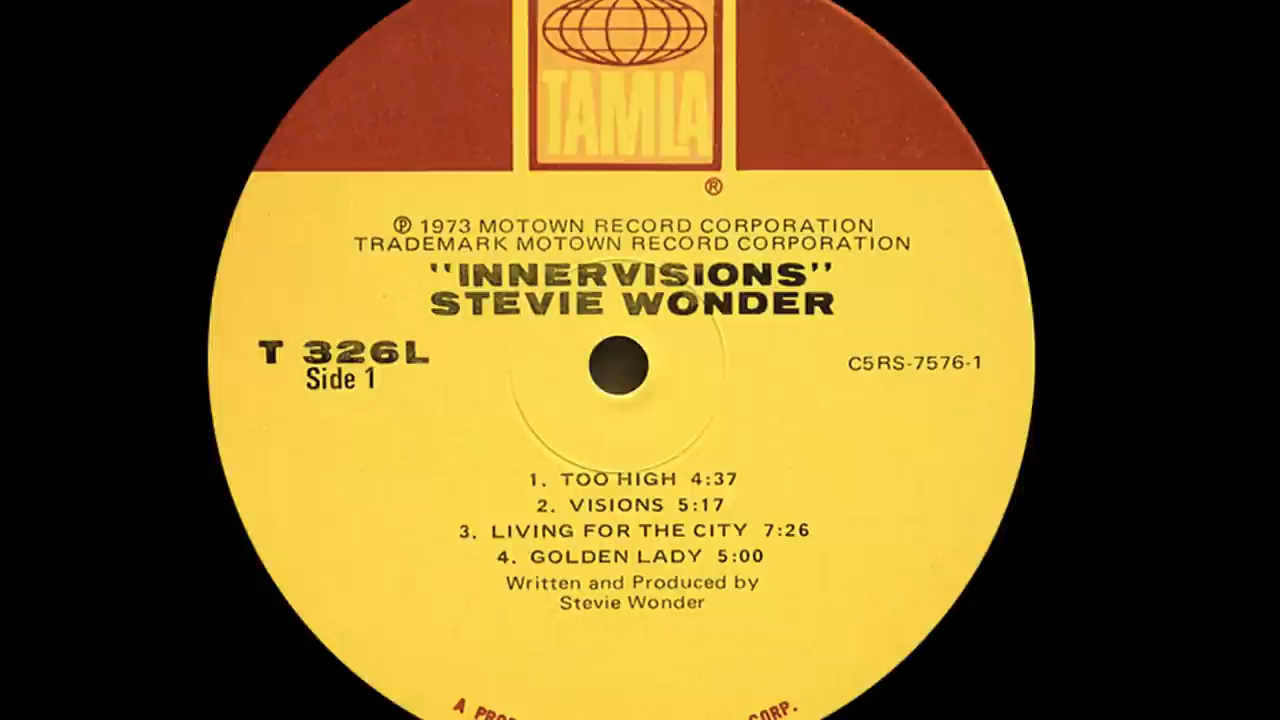 TAMLA
®
℗ 1973 MOTOWN RECORD CORPORATION
TRADEMARK MOTOWN RECORD CORPORATION
"INNERVISIONS"
STEVIE WONDER
T 326L
Side 1
C5RS-7576-1
1. TOO HIGH 4:37
2. VISIONS 5:17
3. LIVING FOR THE CITY 7:26
4. GOLDEN LADY 5:00
Written and Produced by
Stevie Wonder
A CORP.